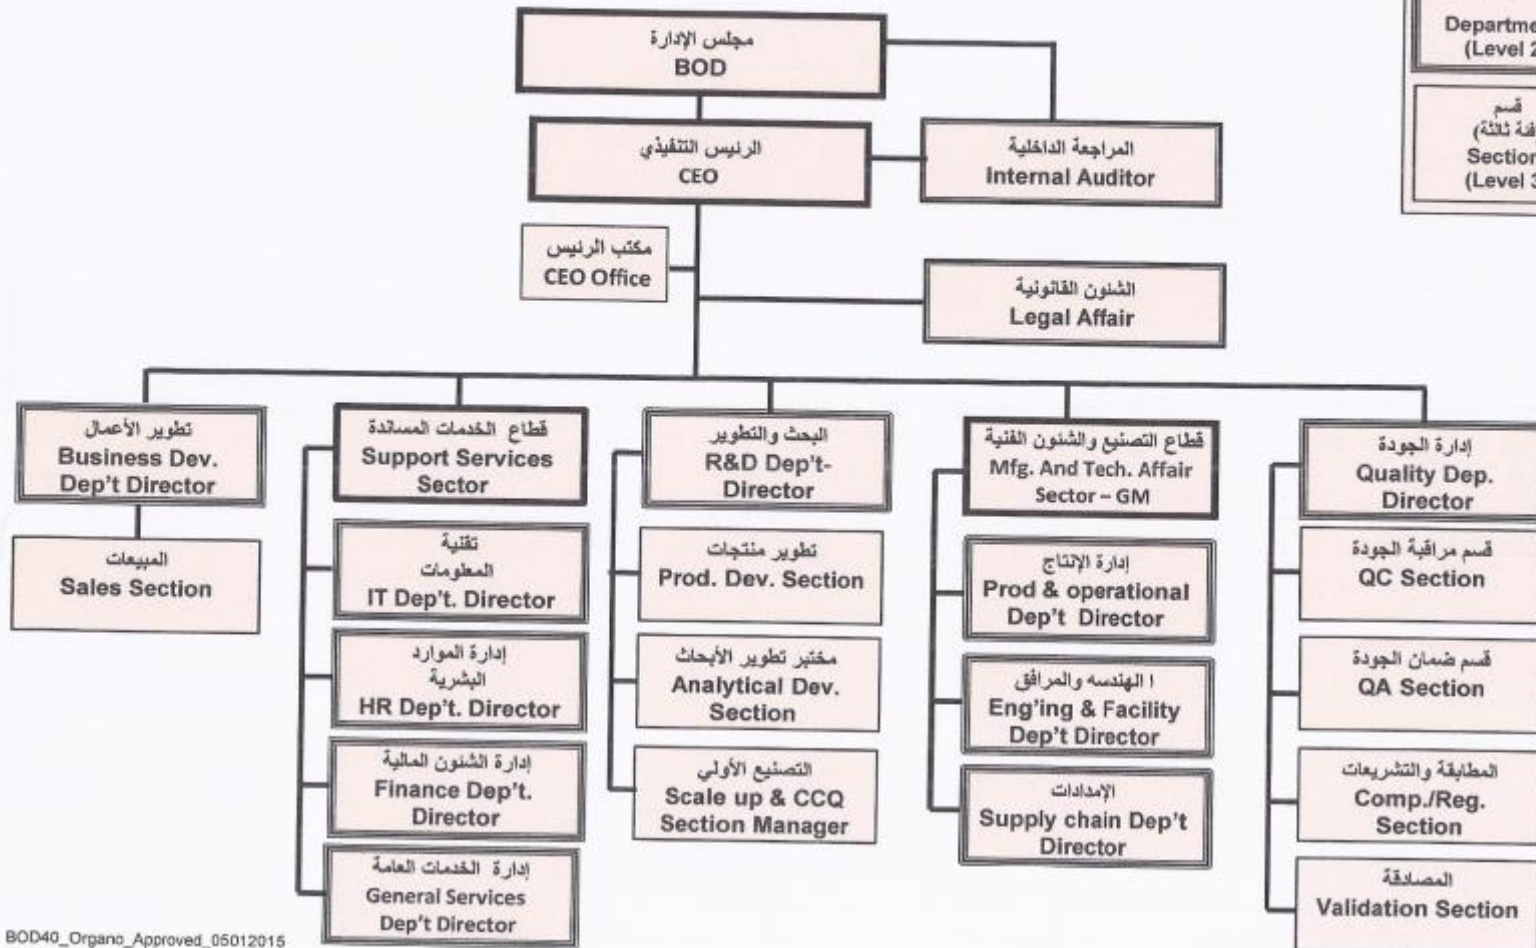 مجلس الإدارة
BOD
الرئيس التنفيذي
CEO
المراجعة الداخلية
Internal Auditor
مكتب الرئيس
CEO Office
الشئون القانونية
Legal Affair
(Level
قسم
ثالثة)
Section
(Level
تطوير الأعمال
Business Dev.
Dep't Director
المبيعات
Sales Section
قطاع الخدمات المساندة
Support Services
Sector
تقنية
المعلومات
IT Dep't. Director
إدارة الموارد
البشرية
HR Dep't. Director
إدارة الشئون المالية
Finance Dep't.
Director
إدارة الخدمات العامة
General Services
Dep't Director
البحث والتطوير
R&D Dep't-
Director
تطوير منتجات
Prod. Dev. Section
مختبر تطوير الأبحاث
Analytical Dev.
Section
التصنيع الأولي
Scale up & CCQ
Section Manager
قطاع التصنيع والشئون الفنية
Mfg. And Tech. Affair
Sector – GM
إدارة الإنتاج
Prod & operational
Dep't Director
ا الهندسه والمرافق
Eng'ing & Facility
Dep't Director
الإمدادات
Supply chain Dep't
Director
إدارة الجودة
Quality Dep.
Director
قسم مراقبة الجودة
QC Section
قسم ضمان الجودة
QA Section
المطابقة والتشريعات
Comp./Reg.
Section
المصادقة
Validation Section
BOD40_Organo_Approved_05012015